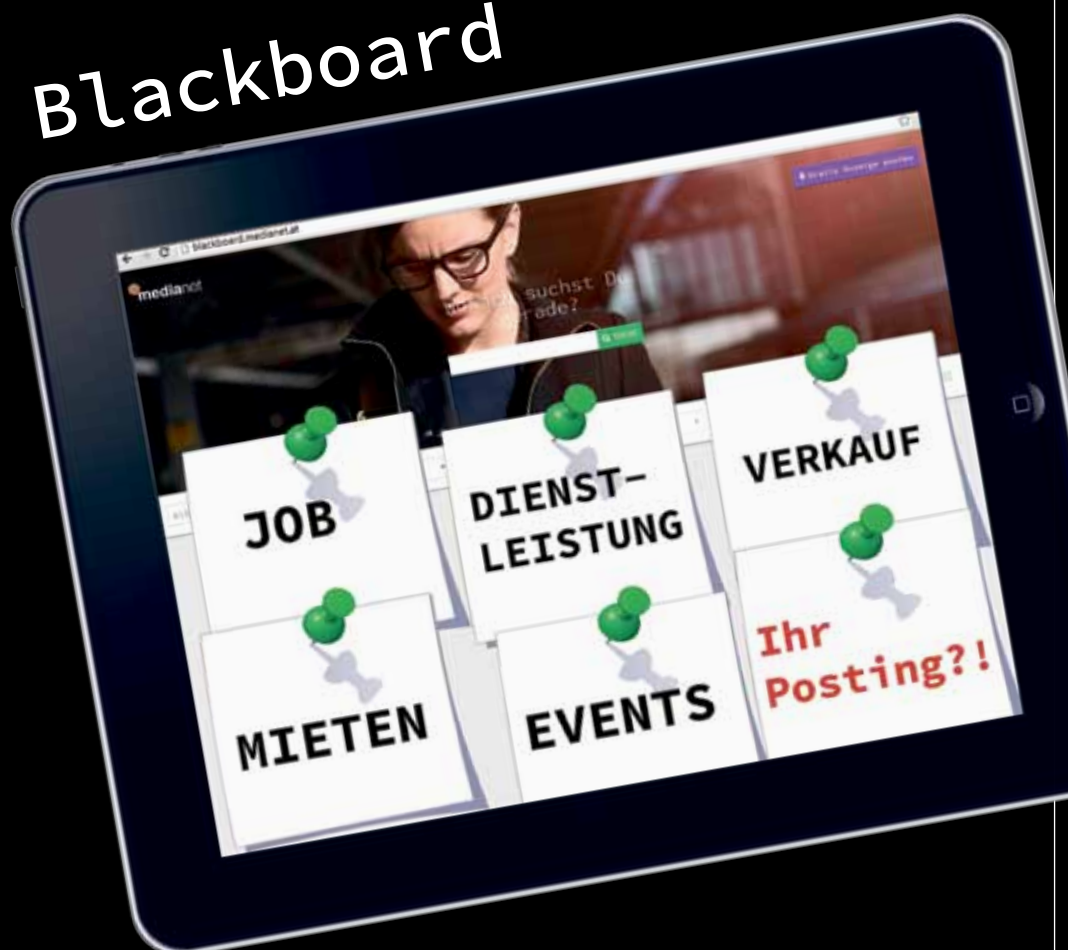 Blackboard
blackboard.medianet.at
medianet
suchst Du
rade?
JOB
DIENST-
LEISTUNG
VERKAUF
MIETEN
EVENTS
Ihr
Posting?!